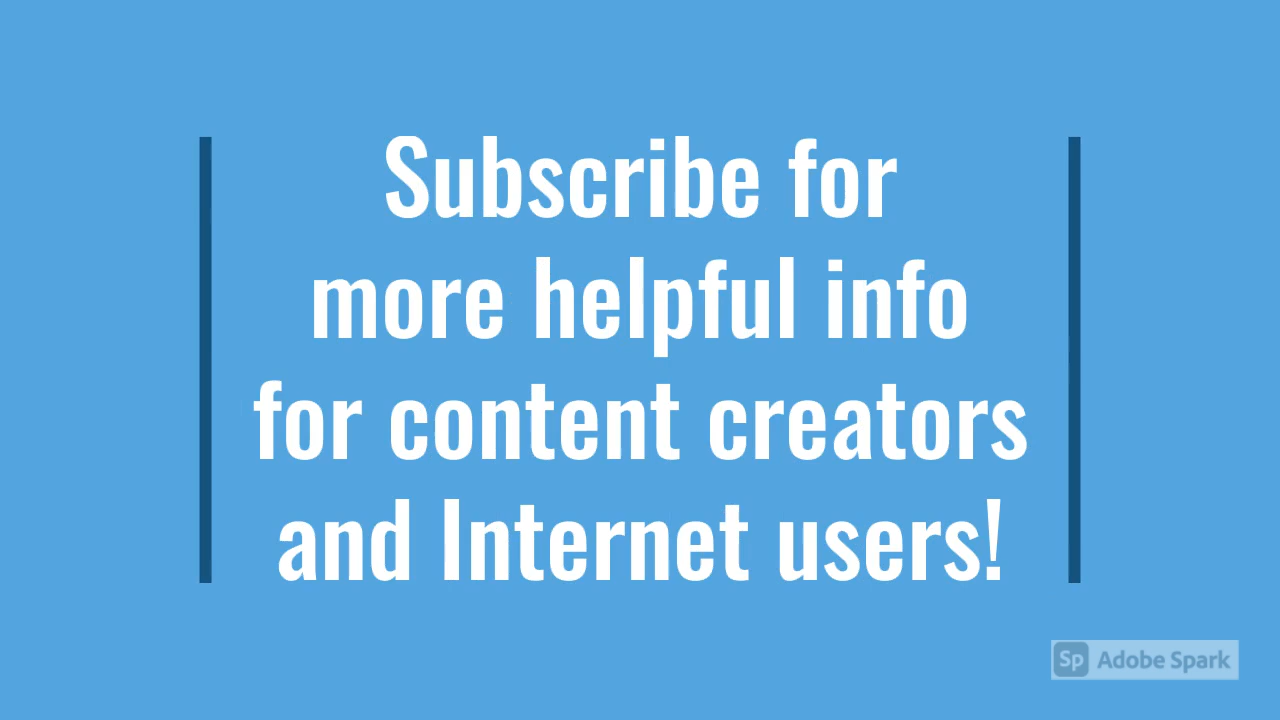 Subscribe for
more helpful info
for content creators
and Internet users!
Sp Adobe Spark